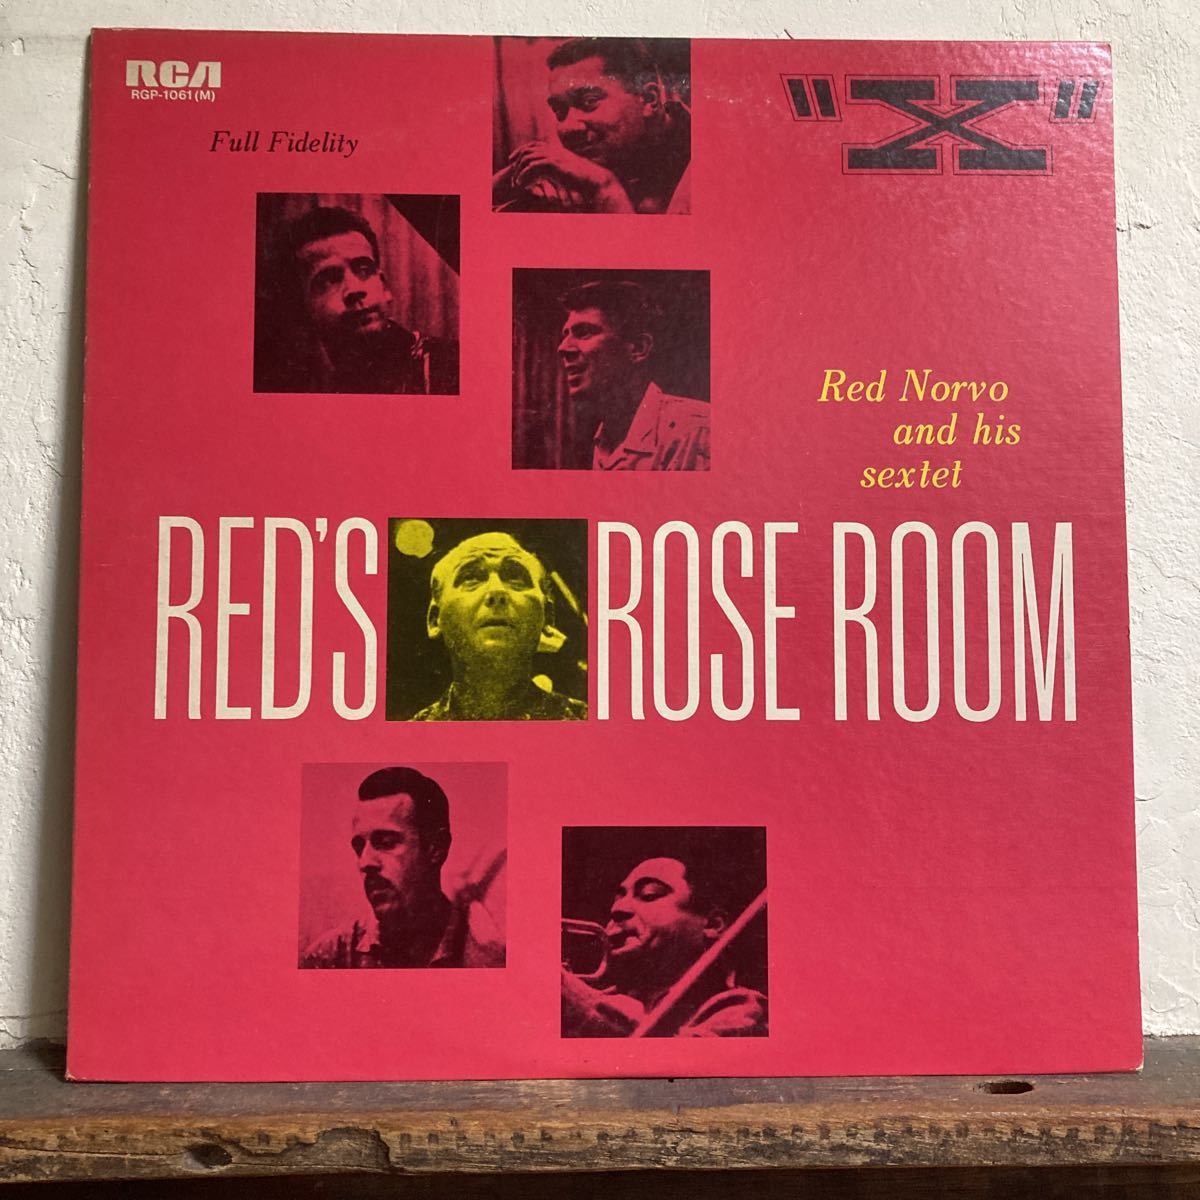 RCA
RGP-1061(M)
Full Fidelity
"X"
Red Norvo
and his
sextet
RED'S ROSE ROOM